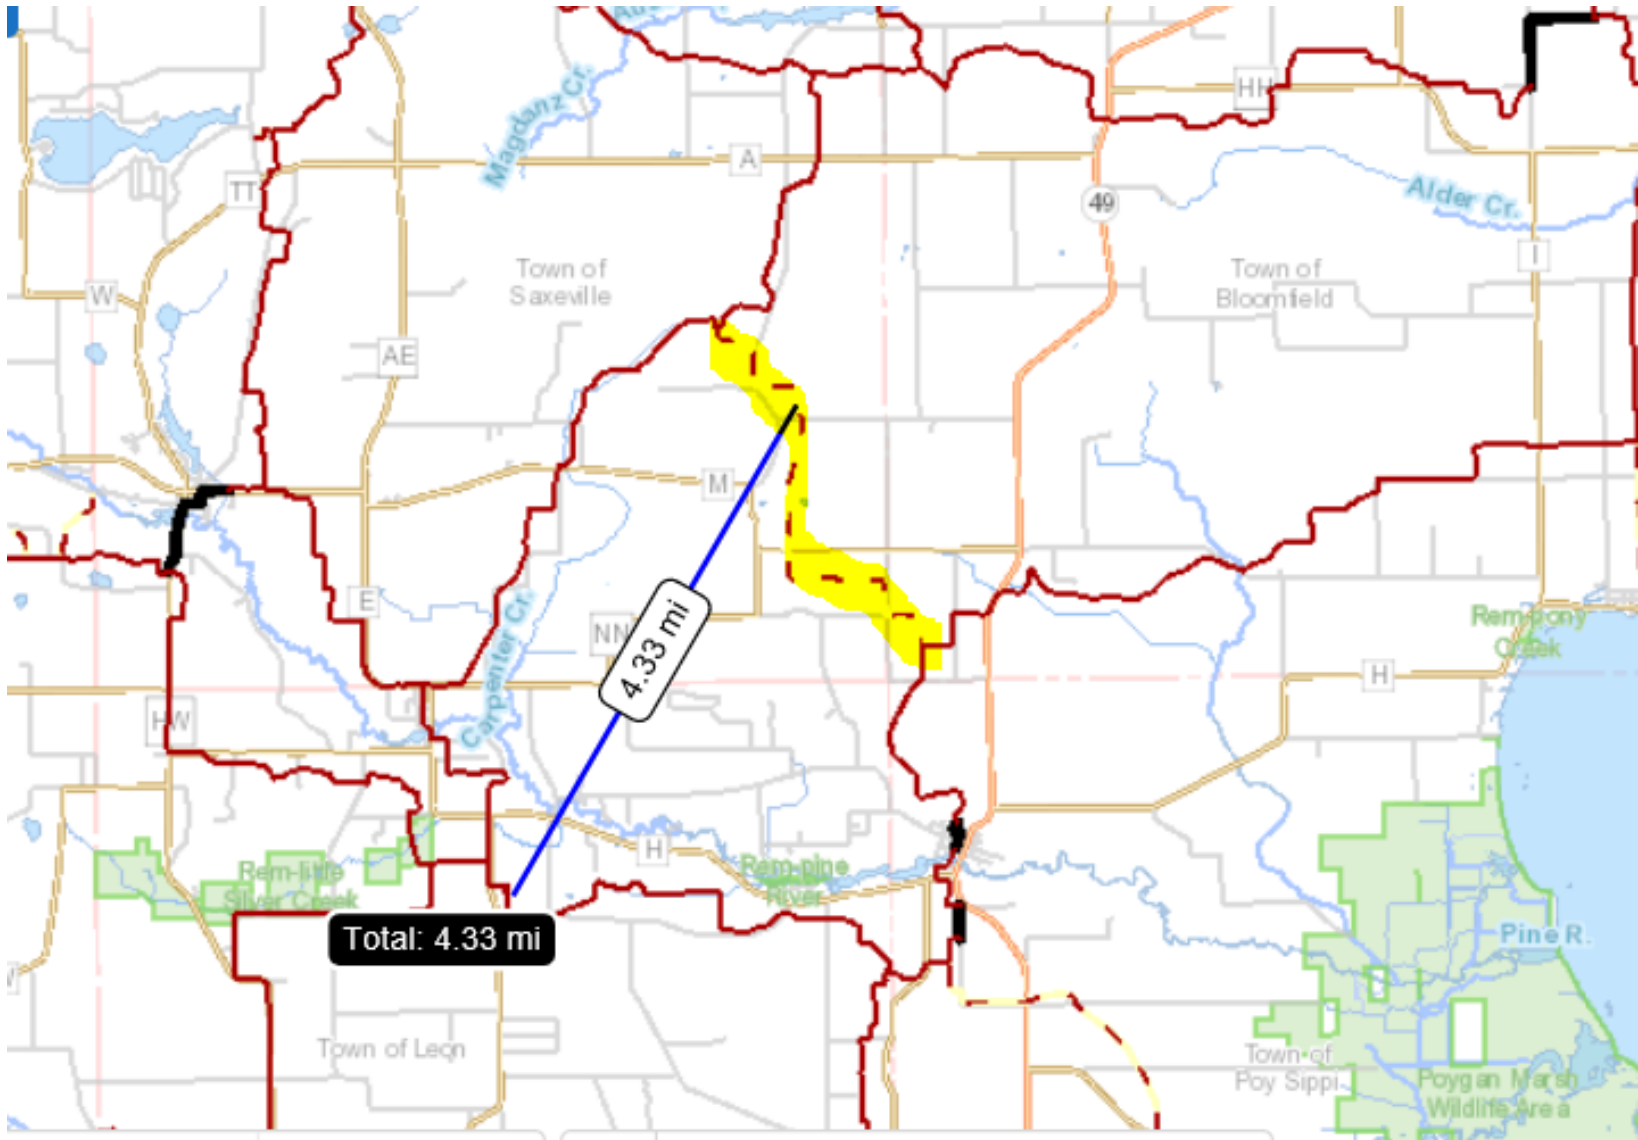 Magdanz Cr.
HH
A
TT
49
Alder Cr.
I
Town of
Saxeville
Town of
Bloomfield
W
AE
M
E
NN
4.33 mi
Carpenter Cr.
Rem-pony
Creek
H
HW
H
Rem-little
Silver Creek
Rem-pine
River
Total: 4.33 mi
Pine R.
Town of Leon
Town of
Poy Sippi
Poygan Marsh
Wildlife Area